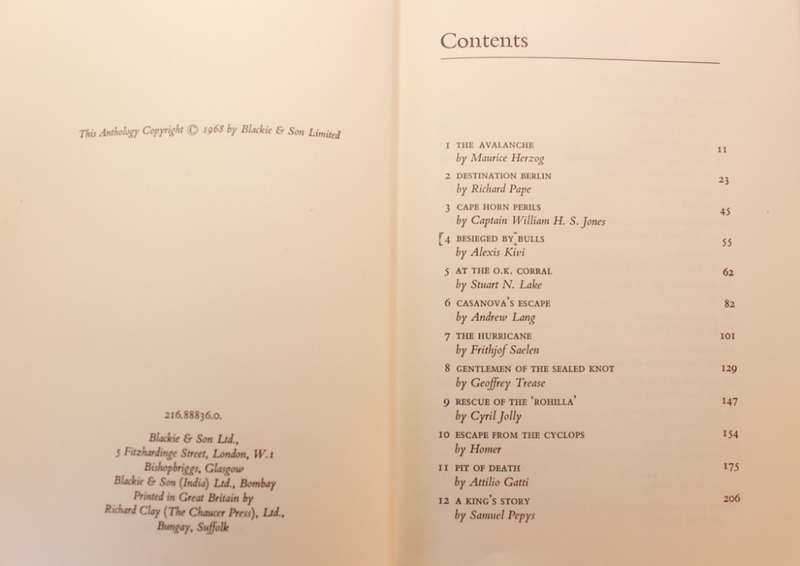 This Anthology Copyright © 1968 by Blackie & Son Limited
216.88836.0.
Blackie & Son Ltd.,
5 Fitzhardinge Street, London, W.1
Bishopbriggs, Glasgow
Blackie & Son (India) Ltd., Bombay
Printed in Great Britain by
Richard Clay (The Chaucer Press), Ltd.,
Bungay, Suffolk
Contents
1 THE AVALANCHE 11
by Maurice Herzog
2 DESTINATION BERLIN 23
by Richard Pape
3 CAPE HORN PERILS 45
by Captain William H. S. Jones
[4 BESIEGED BY BULLS 55
by Alexis Kivi
5 AT THE O.K. CORRAL 62
by Stuart N. Lake
6 CASANOVA'S ESCAPE 82
by Andrew Lang
7 THE HURRICANE 101
by Frithjof Saelen
8 GENTLEMEN OF THE SEALED KNOT 129
by Geoffrey Trease
9 RESCUE OF THE 'ROHILLA' 147
by Cyril Jolly
10 ESCAPE FROM THE CYCLOPS 154
by Homer
11 PIT OF DEATH 175
by Attilio Gatti
12 A KING'S STORY 206
by Samuel Pepys